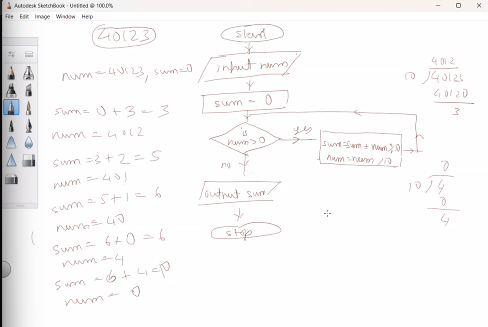 Autodesk SketchBook - Untitled @ 100.0%
File Edit Image Window Help
40123
num=40123, sum=0
sum=0+3=3
num=4012
sum=3+2=5
num=401
sum=5+1=6
num=40
sum=6+0=6
num=4
sum=6+4=10
num=0
start
input num
sum=0
is
num>0
yes
sum=sum+num%10
num=num/10
no
output sum
stop
4012
10 40123
40120
3
0
10 4
0
4